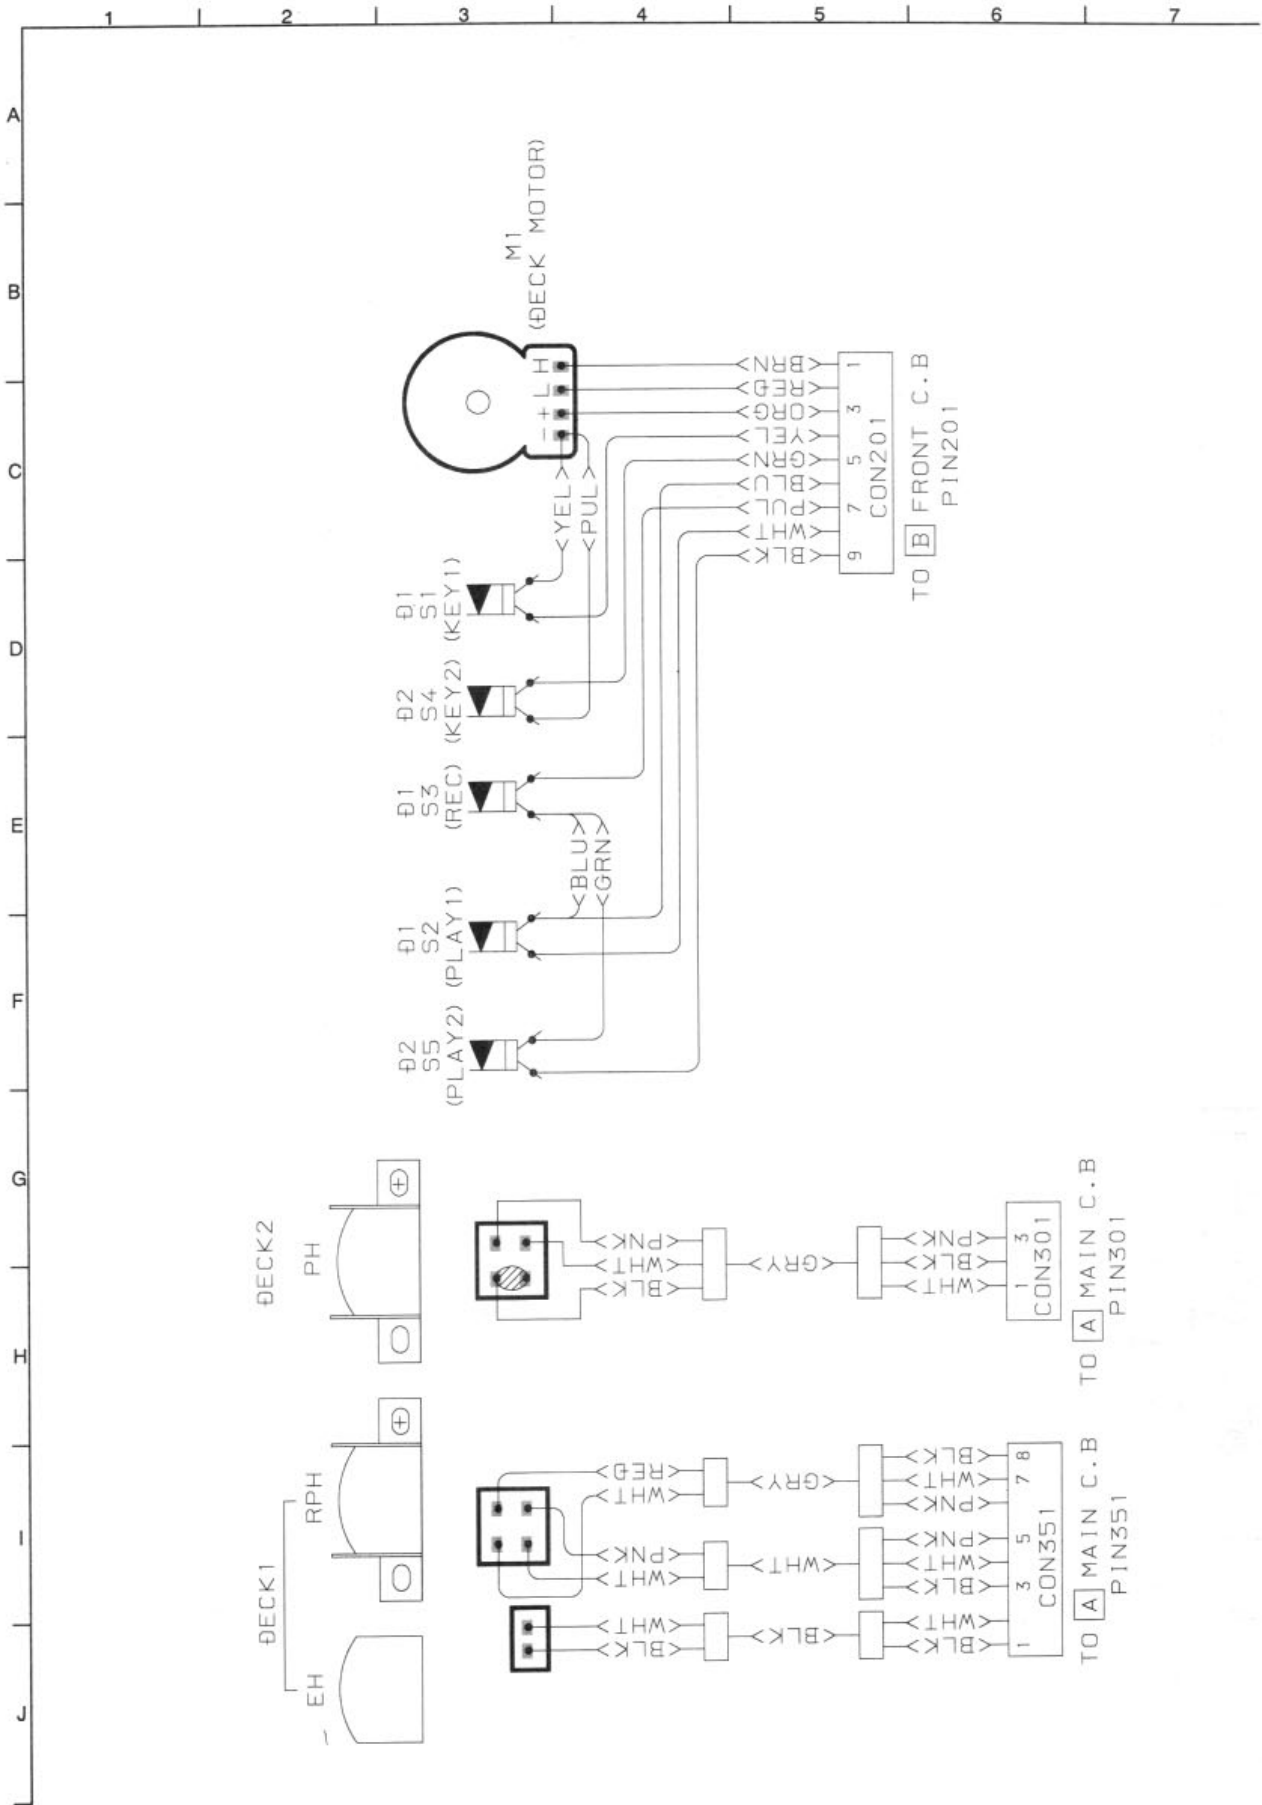 1 2 3 4 5 6 7
A
B
C
D
E
F
G
H
I
J
M1
(DECK MOTOR)
H
L
+
−
<BRN>
<RED>
<ORG>
<YEL>
<GRN>
<BLU>
<PUL>
<WHT>
<BLK>
1 3 5 7 9
CON201
TO B FRONT C.B
PIN201
<YEL>
<PUL>
D1
S1
(KEY1)
D2
S4
(KEY2)
D1
S3
(REC)
<BLU>
<GRN>
D1
S2
(PLAY1)
D2
S5
(PLAY2)
DECK2
PH
<PNK>
<WHT>
<BLK>
<GRY>
<PNK>
<BLK>
<WHT>
1 3
CON301
TO A MAIN C.B
PIN301
DECK1
RPH
EH
<RED>
<WHT>
<PNK>
<WHT>
<WHT>
<BLK>
<GRY>
<WHT>
<BLK>
<BLK>
<WHT>
<PNK>
<PNK>
<WHT>
<BLK>
<WHT>
<BLK>
1 3 5 7 8
CON351
TO A MAIN C.B
PIN351